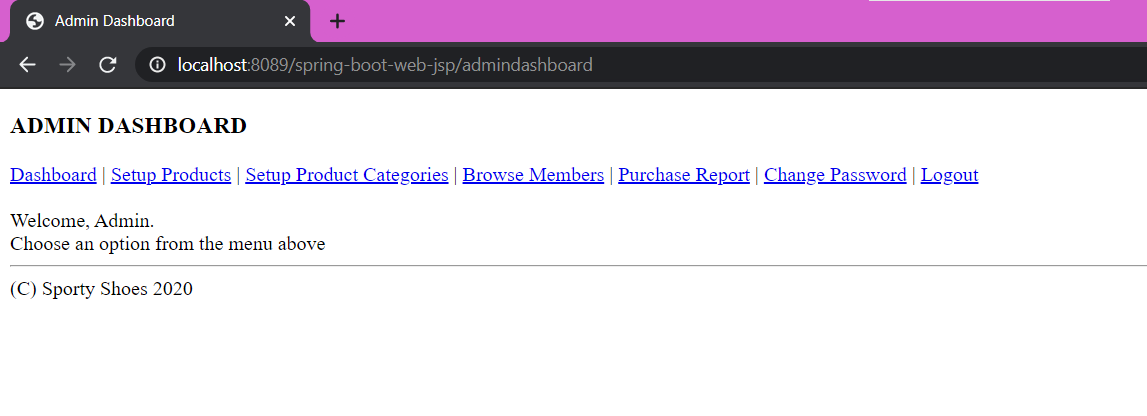 Admin Dashboard
localhost:8089/spring-boot-web-jsp/admindashboard
ADMIN DASHBOARD
Dashboard | Setup Products | Setup Product Categories | Browse Members | Purchase Report | Change Password | Logout
Welcome, Admin.
Choose an option from the menu above
(C) Sporty Shoes 2020